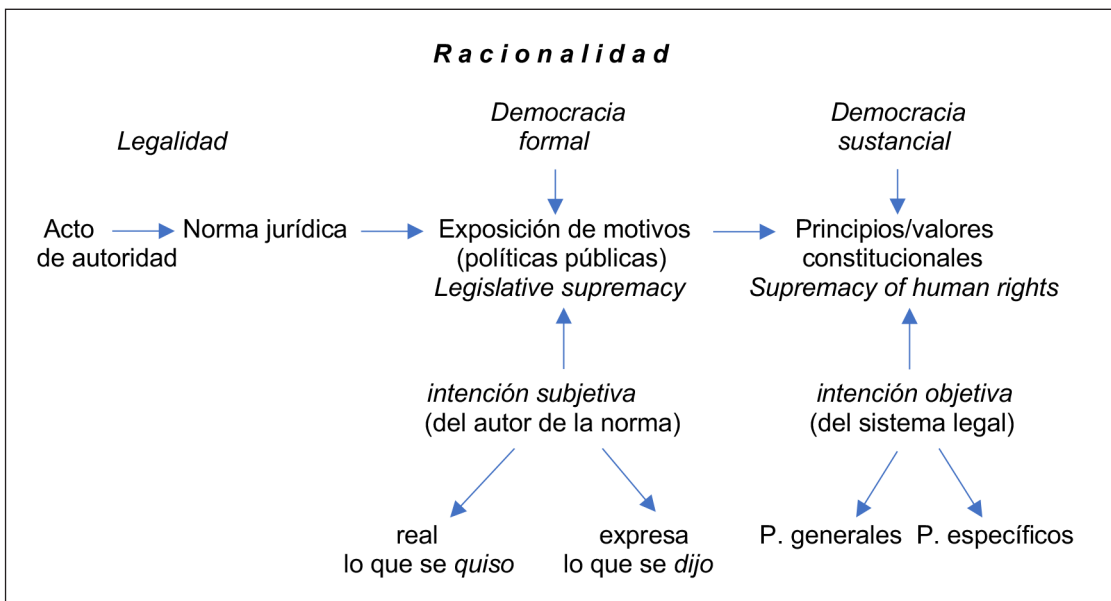 Racionalidad
Legalidad
Democracia
formal
Democracia
sustancial
Acto
de autoridad
Norma jurídica
Exposición de motivos
(políticas públicas)
Legislative supremacy
Principios/valores
constitucionales
Supremacy of human rights
intención subjetiva
(del autor de la norma)
intención objetiva
(del sistema legal)
real
lo que se quiso
expresa
lo que se dijo
P. generales
P. específicos